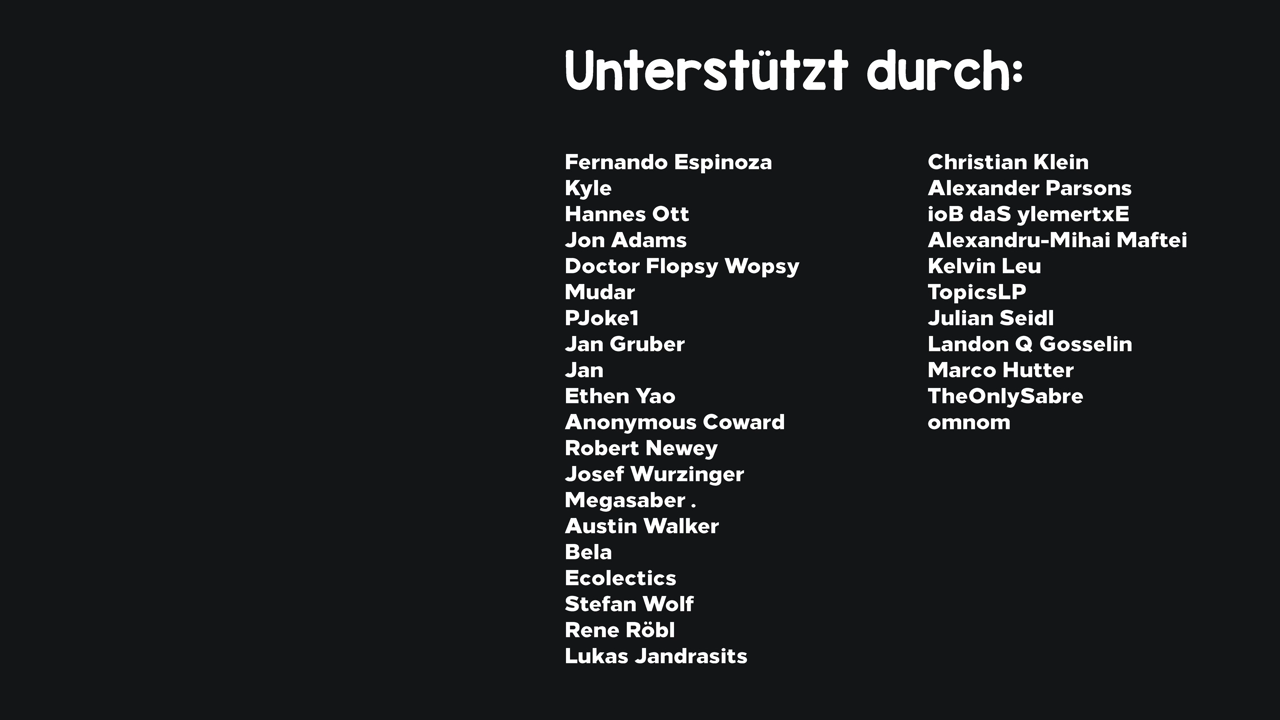 Unterstützt durch:
Fernando Espinoza
Kyle
Hannes Ott
Jon Adams
Doctor Flopsy Wopsy
Mudar
PJoke1
Jan Gruber
Jan
Ethen Yao
Anonymous Coward
Robert Newey
Josef Wurzinger
Megasaber .
Austin Walker
Bela
Ecolectics
Stefan Wolf
Rene Röbl
Lukas Jandrasits
Christian Klein
Alexander Parsons
ioB daS ylemertxE
Alexandru-Mihai Maftei
Kelvin Leu
TopicsLP
Julian Seidl
Landon Q Gosselin
Marco Hutter
TheOnlySabre
omnom